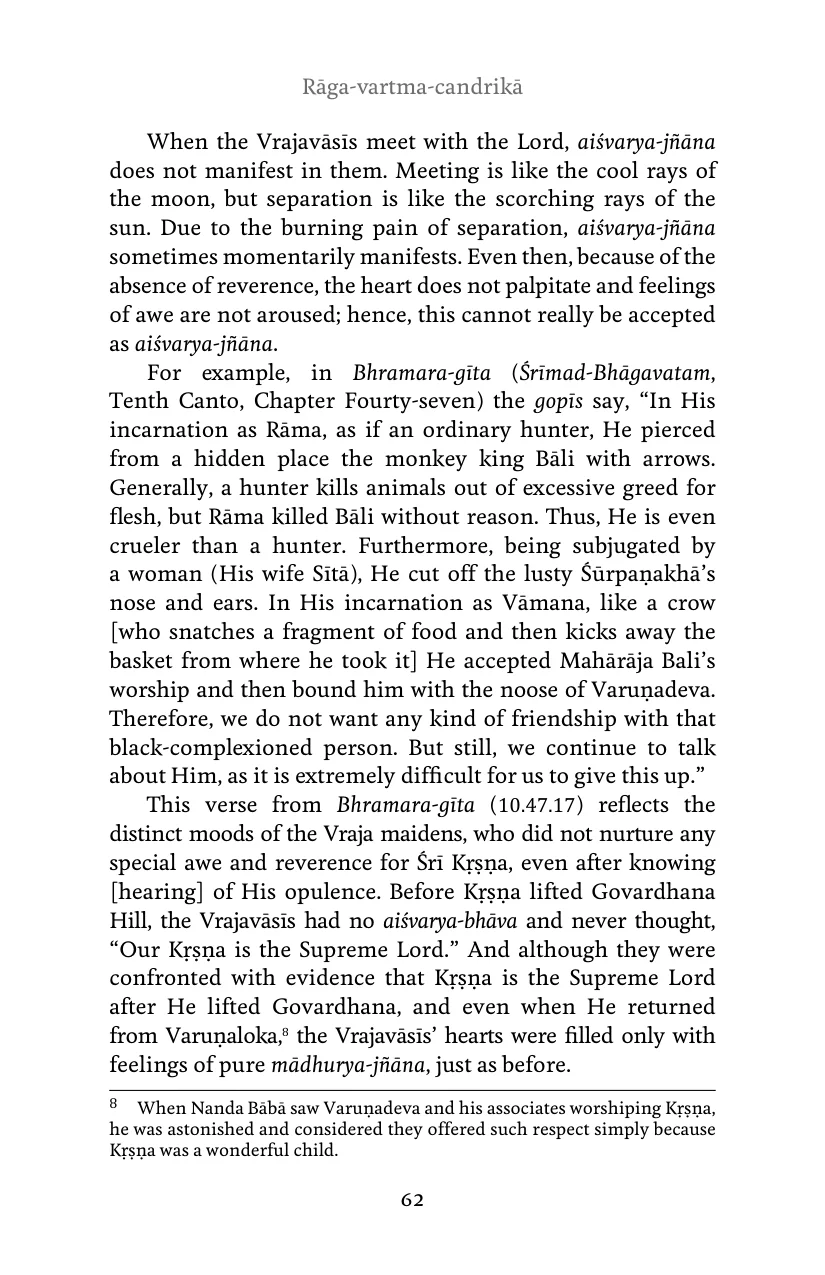 Rāga-vartma-candrikā
When the Vrajavāsīs meet with the Lord, aiśvarya-jñāna
does not manifest in them. Meeting is like the cool rays of
the moon, but separation is like the scorching rays of the
sun. Due to the burning pain of separation, aiśvarya-jñāna
sometimes momentarily manifests. Even then, because of the
absence of reverence, the heart does not palpitate and feelings
of awe are not aroused; hence, this cannot really be accepted
as aiśvarya-jñāna.
For example, in Bhramara-gīta (Śrīmad-Bhāgavatam,
Tenth Canto, Chapter Fourty-seven) the gopīs say, “In His
incarnation as Rāma, as if an ordinary hunter, He pierced
from a hidden place the monkey king Bāli with arrows.
Generally, a hunter kills animals out of excessive greed for
flesh, but Rāma killed Bāli without reason. Thus, He is even
crueler than a hunter. Furthermore, being subjugated by
a woman (His wife Sītā), He cut off the lusty Śūrpaṇakhā’s
nose and ears. In His incarnation as Vāmana, like a crow
[who snatches a fragment of food and then kicks away the
basket from where he took it] He accepted Mahārāja Bali’s
worship and then bound him with the noose of Varuṇadeva.
Therefore, we do not want any kind of friendship with that
black-complexioned person. But still, we continue to talk
about Him, as it is extremely difficult for us to give this up.”
This verse from Bhramara-gīta (10.47.17) reflects the
distinct moods of the Vraja maidens, who did not nurture any
special awe and reverence for Śrī Kṛṣṇa, even after knowing
[hearing] of His opulence. Before Kṛṣṇa lifted Govardhana
Hill, the Vrajavāsīs had no aiśvarya-bhāva and never thought,
“Our Kṛṣṇa is the Supreme Lord.” And although they were
confronted with evidence that Kṛṣṇa is the Supreme Lord
after He lifted Govardhana, and even when He returned
from Varuṇaloka,⁸ the Vrajavāsīs’ hearts were filled only with
feelings of pure mādhurya-jñāna, just as before.
8 When Nanda Bābā saw Varuṇadeva and his associates worshiping Kṛṣṇa,
he was astonished and considered they offered such respect simply because
Kṛṣṇa was a wonderful child.
62